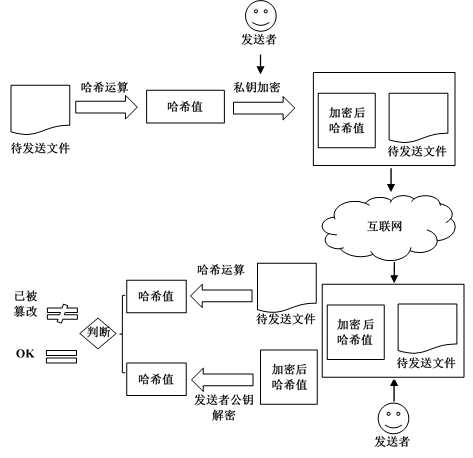 发送者
哈希运算
私钥加密
哈希值
待发送文件
加密后
哈希值
待发送文件
互联网
哈希运算
已被
篡改
哈希值
待发送文件
判断
加密后
哈希值
待发送文件
OK
哈希值
加密后
哈希值
发送者公钥
解密
发送者